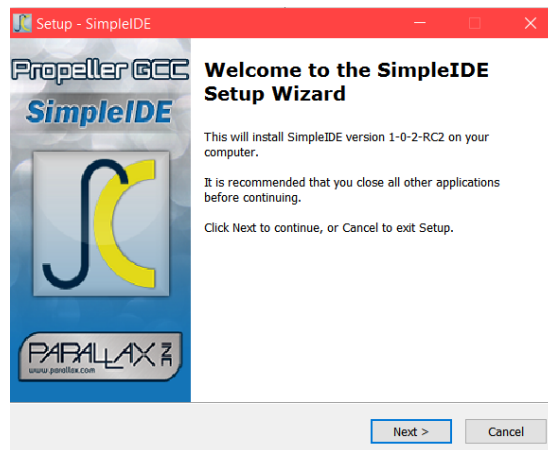 Setup - SimpleIDE
Propeller GCC
SimpleIDE
Welcome to the SimpleIDE
Setup Wizard
This will install SimpleIDE version 1-0-2-RC2 on your
computer.
It is recommended that you close all other applications
before continuing.
Click Next to continue, or Cancel to exit Setup.
PARALLAX INC
www.parallax.com
Next >
Cancel